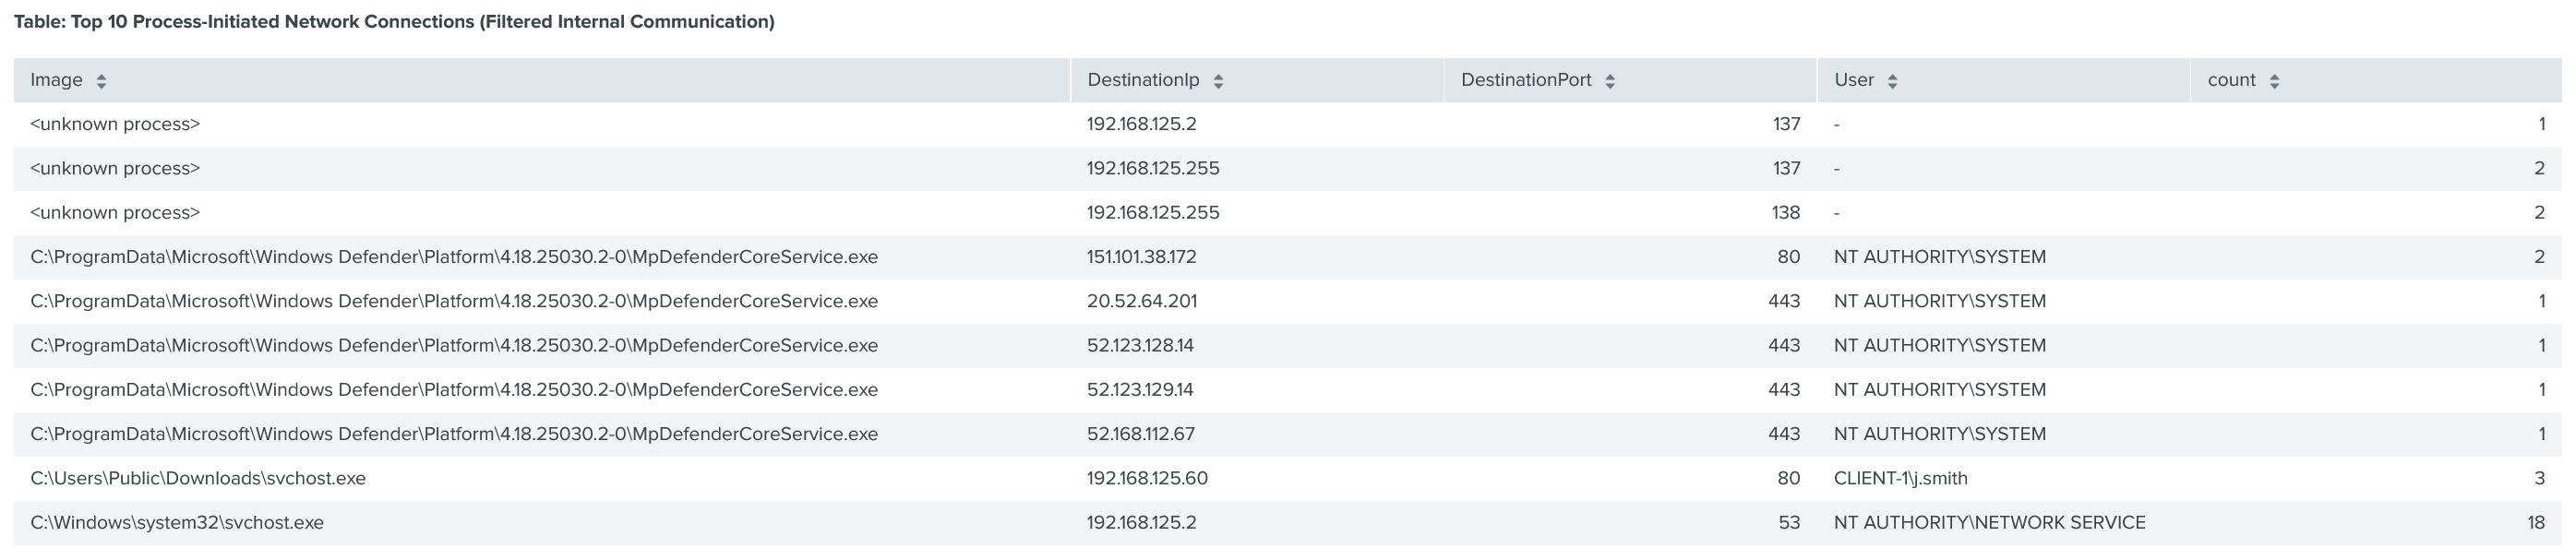 Table: Top 10 Process-Initiated Network Connections (Filtered Internal Communication)
Image DestinationIp DestinationPort User count
<unknown process> 192.168.125.2 137 - 1
<unknown process> 192.168.125.255 137 - 2
<unknown process> 192.168.125.255 138 - 2
C:\ProgramData\Microsoft\Windows Defender\Platform\4.18.25030.2-0\MpDefenderCoreService.exe 151.101.38.172 80 NT AUTHORITY\SYSTEM 2
C:\ProgramData\Microsoft\Windows Defender\Platform\4.18.25030.2-0\MpDefenderCoreService.exe 20.52.64.201 443 NT AUTHORITY\SYSTEM 1
C:\ProgramData\Microsoft\Windows Defender\Platform\4.18.25030.2-0\MpDefenderCoreService.exe 52.123.128.14 443 NT AUTHORITY\SYSTEM 1
C:\ProgramData\Microsoft\Windows Defender\Platform\4.18.25030.2-0\MpDefenderCoreService.exe 52.123.129.14 443 NT AUTHORITY\SYSTEM 1
C:\ProgramData\Microsoft\Windows Defender\Platform\4.18.25030.2-0\MpDefenderCoreService.exe 52.168.112.67 443 NT AUTHORITY\SYSTEM 1
C:\Users\Public\Downloads\svchost.exe 192.168.125.60 80 CLIENT-1\j.smith 3
C:\Windows\system32\svchost.exe 192.168.125.2 53 NT AUTHORITY\NETWORK SERVICE 18